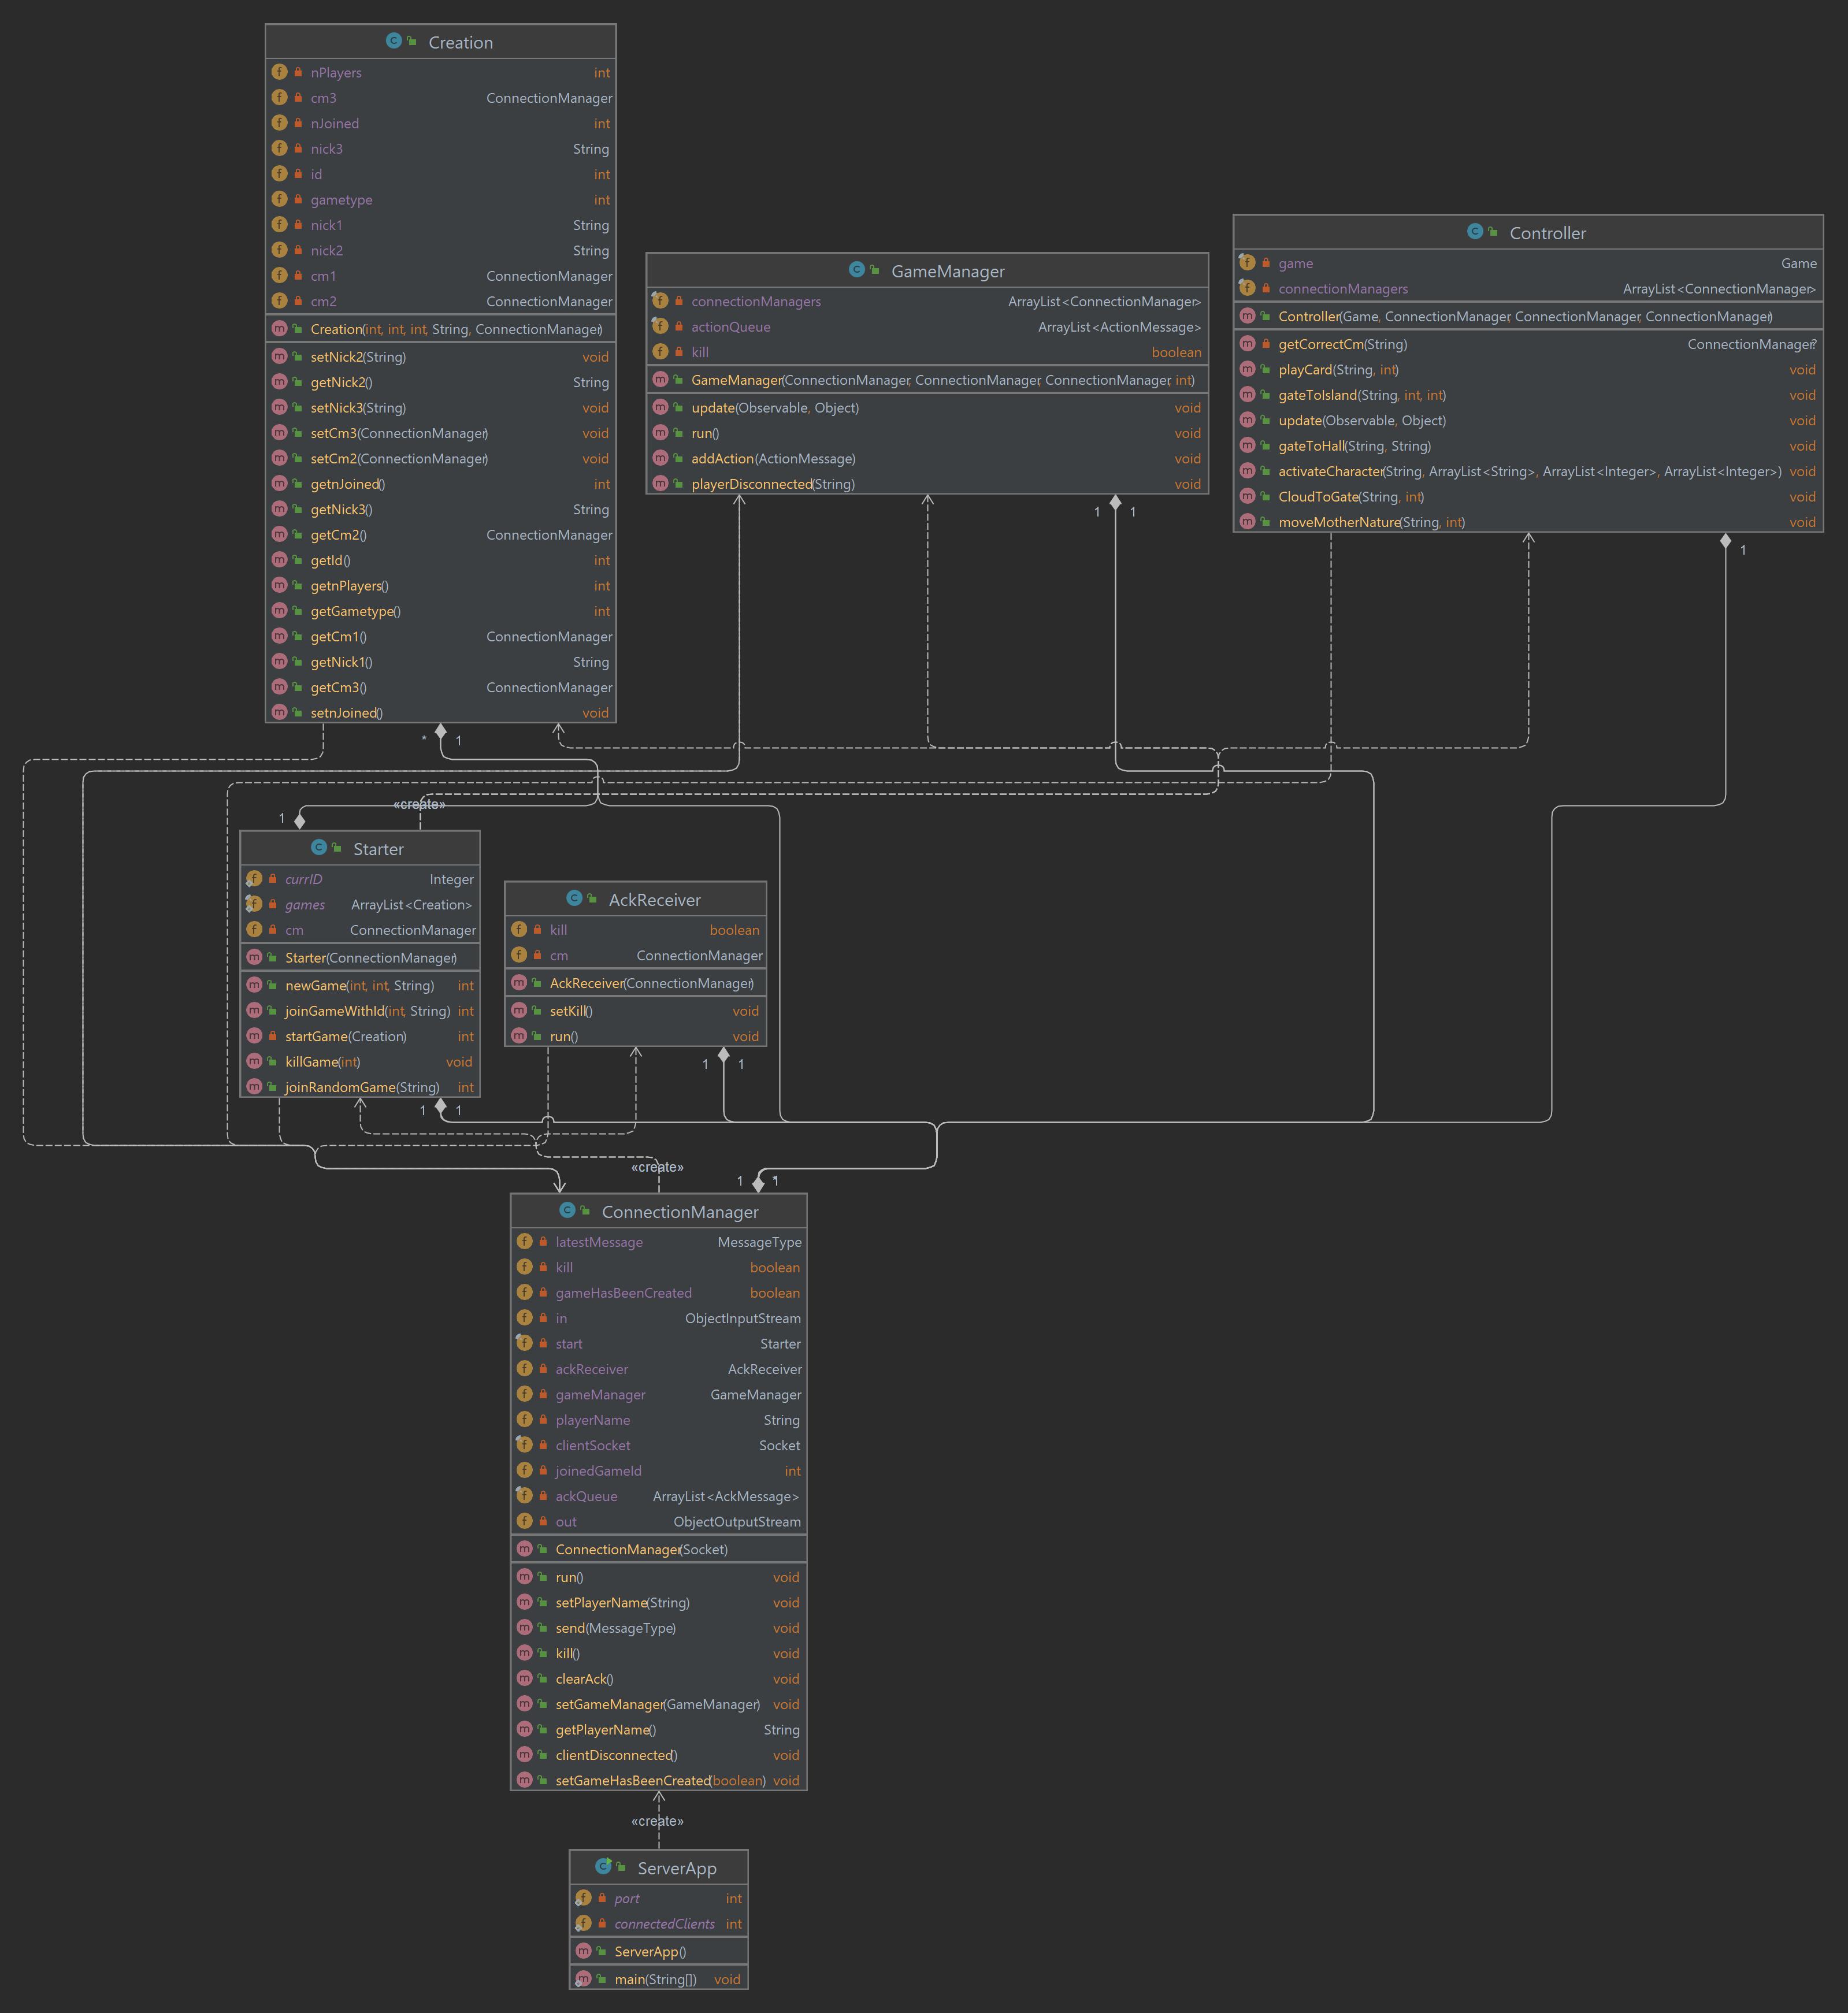 Creation
nPlayers int
cm3 ConnectionManager
nJoined int
nick3 String
id int
gametype int
nick1 String
nick2 String
cm1 ConnectionManager
cm2 ConnectionManager
Creation(int, int, int, String, ConnectionManager)
setNick2(String) void
getNick2() String
setNick3(String) void
setCm3(ConnectionManager) void
setCm2(ConnectionManager) void
getnJoined() int
getNick3() String
getCm2() ConnectionManager
getId() int
getnPlayers() int
getGametype() int
getCm1() ConnectionManager
getNick1() String
getCm3() ConnectionManager
setnJoined() void
GameManager
connectionManagers ArrayList<ConnectionManager>
actionQueue ArrayList<ActionMessage>
kill boolean
GameManager(ConnectionManager, ConnectionManager, ConnectionManager, int)
update(Observable, Object) void
run() void
addAction(ActionMessage) void
playerDisconnected(String) void
Controller
game Game
connectionManagers ArrayList<ConnectionManager>
Controller(Game, ConnectionManager, ConnectionManager, ConnectionManager)
getCorrectCm(String) ConnectionManager?
playCard(String, int) void
gateToIsland(String, int, int) void
update(Observable, Object) void
gateToHall(String, String) void
activateCharacter(String, ArrayList<String>, ArrayList<Integer>, ArrayList<Integer>) void
CloudToGate(String, int) void
moveMotherNature(String, int) void
1 1
1
* 1
«create»
1
Starter
currID Integer
games ArrayList<Creation>
cm ConnectionManager
Starter(ConnectionManager)
newGame(int, int, String) int
joinGameWithId(int, String) int
startGame(Creation) int
killGame(int) void
joinRandomGame(String) int
AckReceiver
kill boolean
cm ConnectionManager
AckReceiver(ConnectionManager)
setKill() void
run() void
1 1
1 1
«create»
1 *1
ConnectionManager
latestMessage MessageType
kill boolean
gameHasBeenCreated boolean
in ObjectInputStream
start Starter
ackReceiver AckReceiver
gameManager GameManager
playerName String
clientSocket Socket
joinedGameId int
ackQueue ArrayList<AckMessage>
out ObjectOutputStream
ConnectionManager(Socket)
run() void
setPlayerName(String) void
send(MessageType) void
kill() void
clearAck() void
setGameManager(GameManager) void
getPlayerName() String
clientDisconnected() void
setGameHasBeenCreated(boolean) void
«create»
ServerApp
port int
connectedClients int
ServerApp()
main(String[]) void